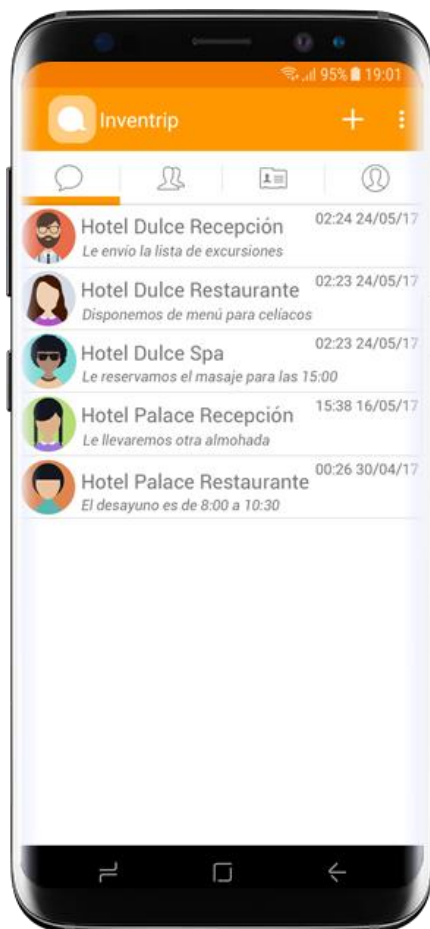 95% 19:01
Inventrip
Hotel Dulce Recepción 02:24 24/05/17
Le envío la lista de excursiones
Hotel Dulce Restaurante 02:23 24/05/17
Disponemos de menú para celíacos
Hotel Dulce Spa 02:23 24/05/17
Le reservamos el masaje para las 15:00
Hotel Palace Recepción 15:38 16/05/17
Le llevaremos otra almohada
Hotel Palace Restaurante 00:26 30/04/17
El desayuno es de 8:00 a 10:30